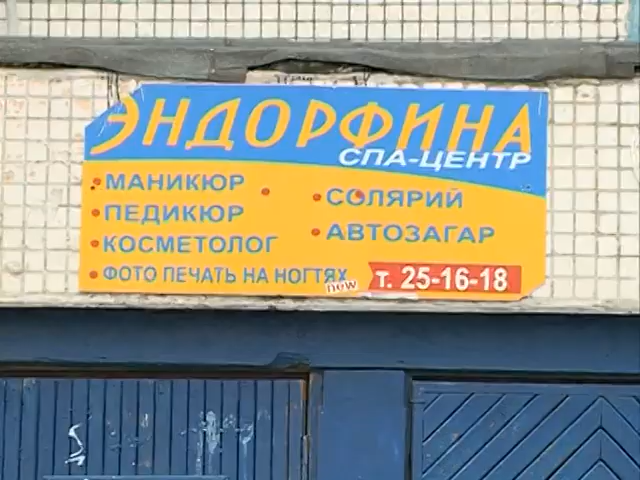 ЭНДОРФИНА
СПА-ЦЕНТР
• МАНИКЮР
• ПЕДИКЮР
• КОСМЕТОЛОГ
• ФОТО ПЕЧАТЬ НА НОГТЯХ
new
• СОЛЯРИЙ
• АВТОЗАГАР
т. 25-16-18